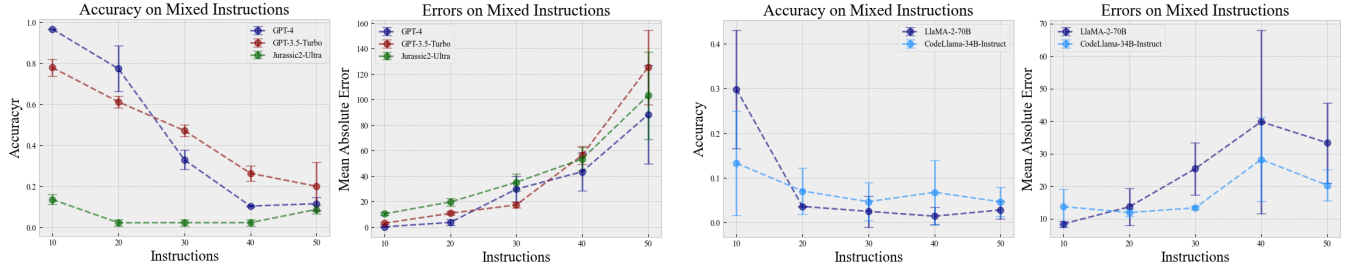 Accuracy on Mixed Instructions
Accuracyr
1.0
0.8
0.6
0.4
0.2
0.0
10 20 30 40 50
Instructions
GPT-4
GPT-3.5-Turbo
Jurassic2-Ultra
Errors on Mixed Instructions
Mean Absolute Error
160
140
120
100
80
60
40
20
0
10 20 30 40 50
Instructions
GPT-4
GPT-3.5-Turbo
Jurassic2-Ultra
Accuracy on Mixed Instructions
Accuracy
0.4
0.3
0.2
0.1
0.0
10 20 30 40 50
Instructions
LlaMA-2-70B
CodeLlama-34B-Instruct
Errors on Mixed Instructions
Mean Absolute Error
70
60
50
40
30
20
10
10 20 30 40 50
Instructions
LlaMA-2-70B
CodeLlama-34B-Instruct